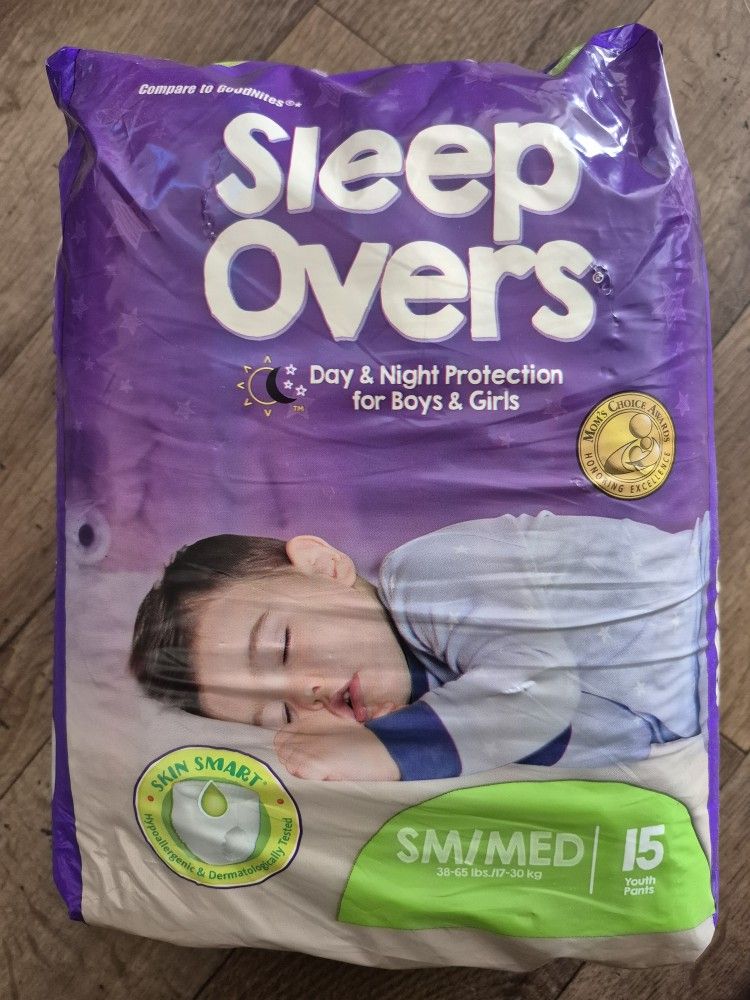 Compare to GOODNITES®*
Sleep
Overs®
Day & Night Protection
for Boys & Girls
TM
MOM'S CHOICE AWARDS
HONORING EXCELLENCE
SKIN SMART
Hypoallergenic & Dermatologically Tested
SM/MED
38-65 lbs./17-30 kg
15
Youth
Pants